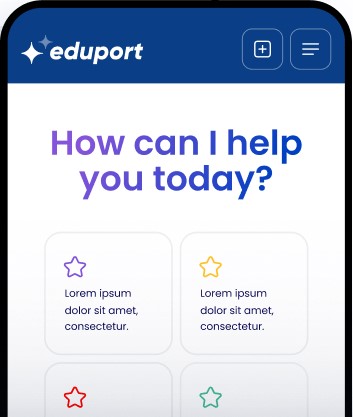 eduport
How can I help
you today?
Lorem ipsum
dolor sit amet,
consectetur.
Lorem ipsum
dolor sit amet,
consectetur.